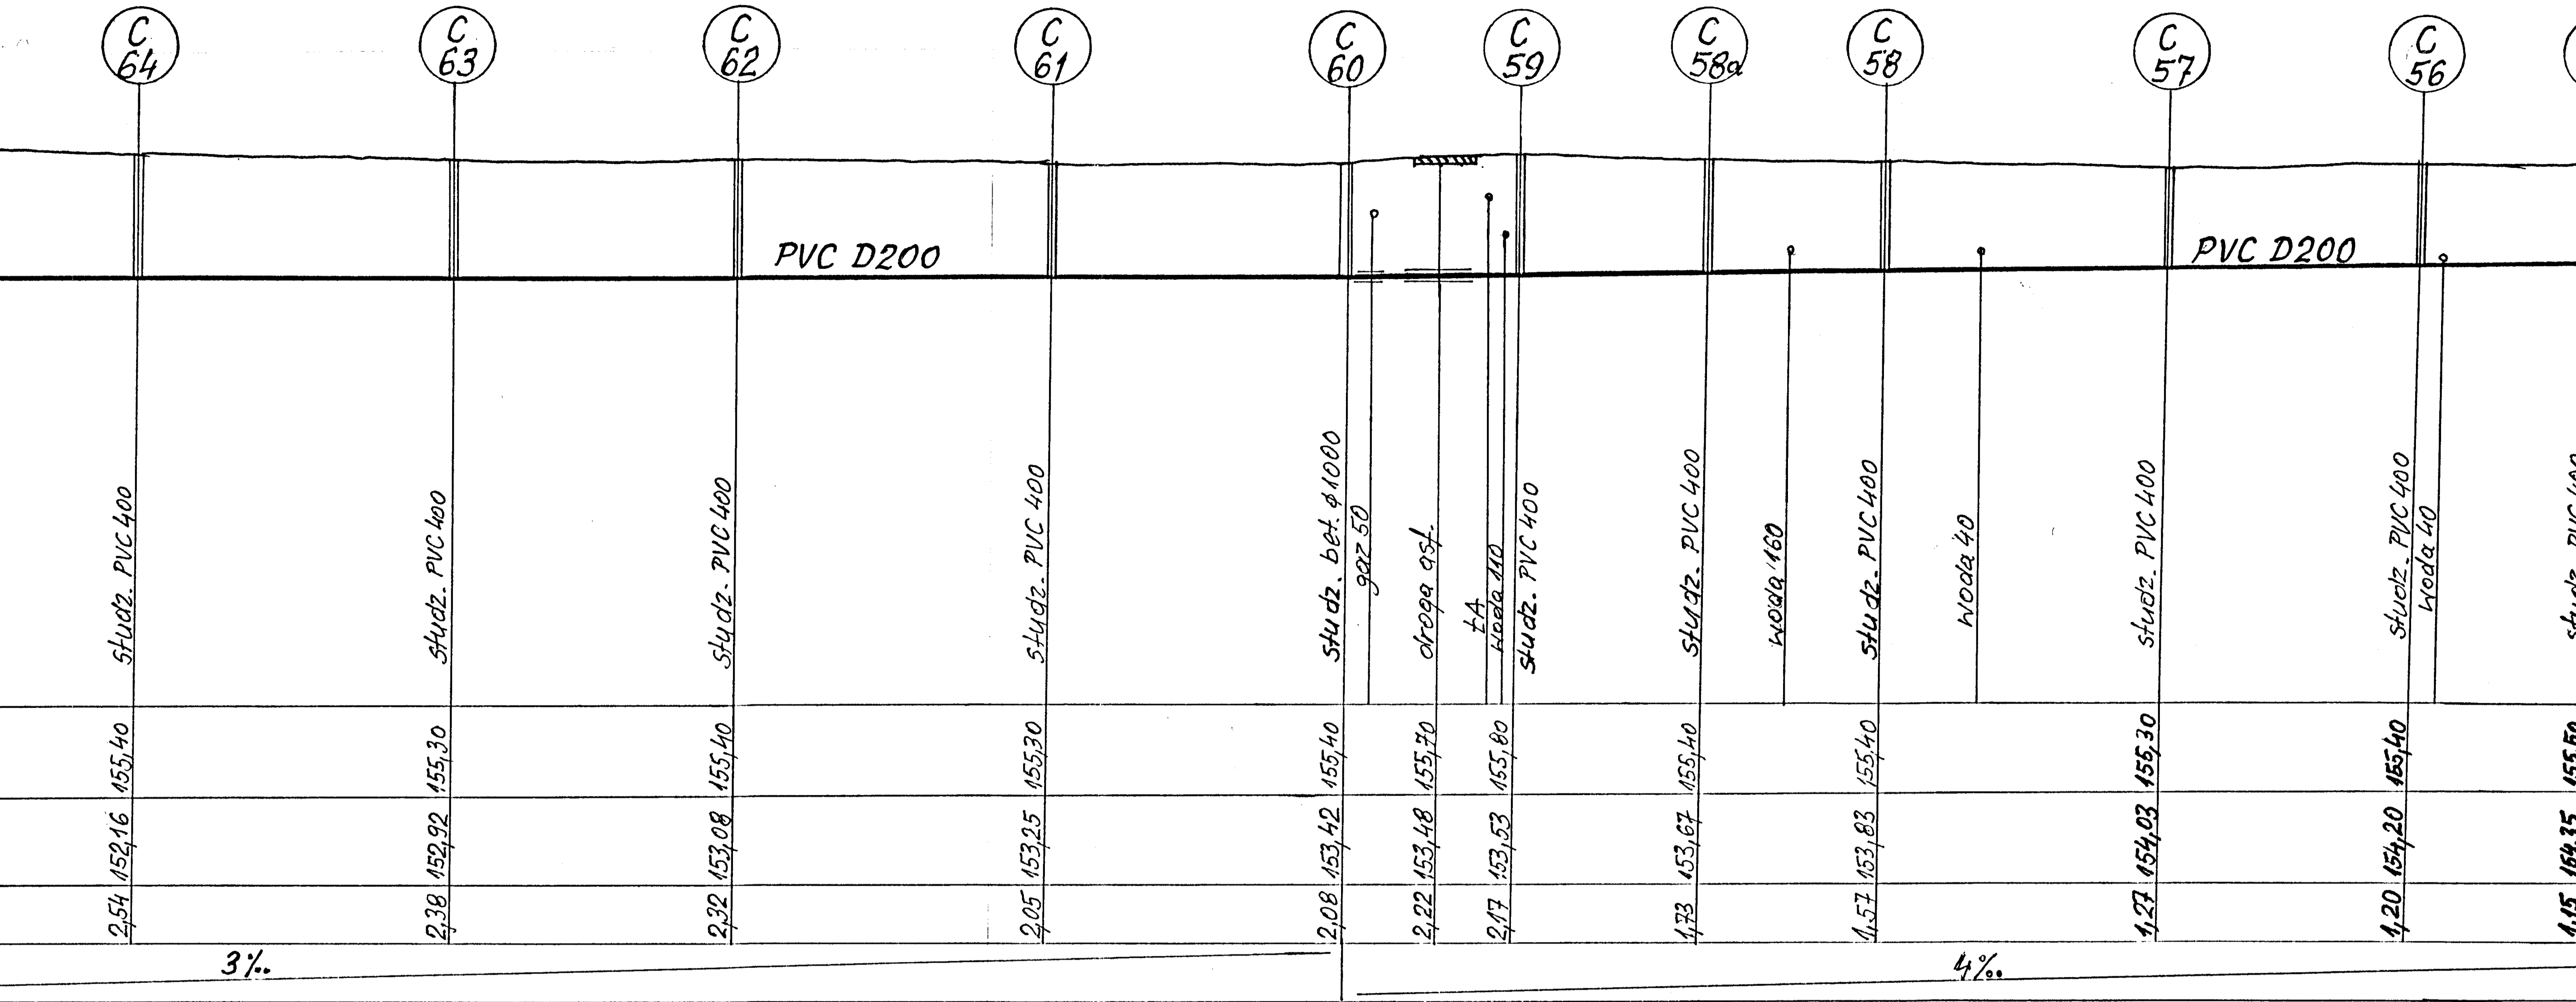 C 64
C 63
C 62
C 61
C 60
C 59
C 58a
C 58
C 57
C 56
PVC D200
PVC D200
studz. PVC 400
studz. PVC 400
studz. PVC 400
studz. PVC 400
studz. bet. ø1000
gaz 50
droga asf.
tA
woda 110
studz. PVC 400
studz. PVC 400
woda 160
studz. PVC 400
woda 40
studz. PVC 400
studz. PVC 400
woda 40
studz. PVC 400
155,40 155,30 155,40 155,30 155,40 155,70 155,80 155,40 155,40 155,30 155,40 155,50
152,16 152,92 153,08 153,25 153,42 153,48 153,53 153,67 153,83 154,03 154,20 154,35
2,54 2,38 2,32 2,05 2,08 2,22 2,17 1,73 1,57 1,27 1,20 1,15
3‰ 4‰